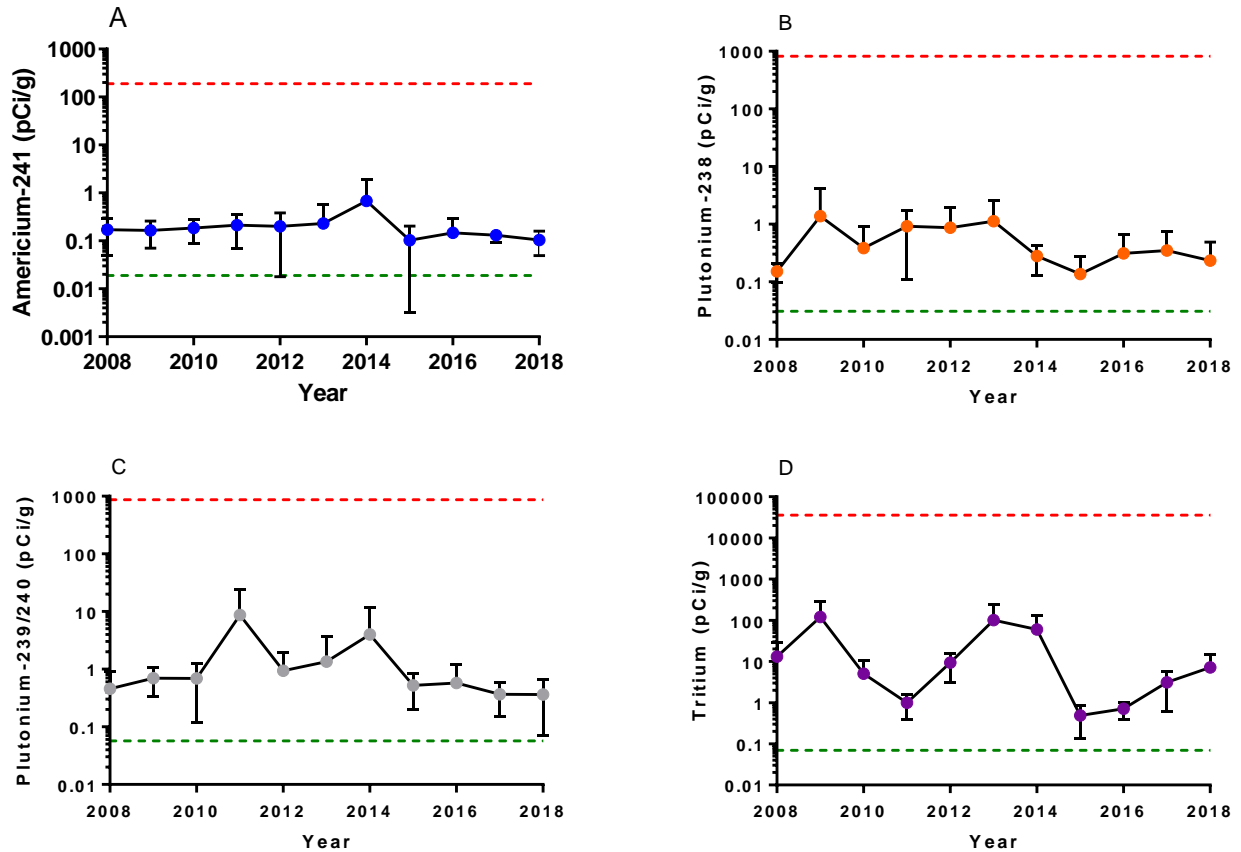 A
Americium-241 (pCi/g)
1000
100
10
1
0.1
0.01
0.001
2008 2010 2012 2014 2016 2018
Year
B
Plutonium-238 (pCi/g)
1000
100
10
1
0.1
0.01
2008 2010 2012 2014 2016 2018
Year
C
Plutonium-239/240 (pCi/g)
1000
100
10
1
0.1
0.01
2008 2010 2012 2014 2016 2018
Year
D
Tritium (pCi/g)
100000
10000
1000
100
10
1
0.1
0.01
2008 2010 2012 2014 2016 2018
Year